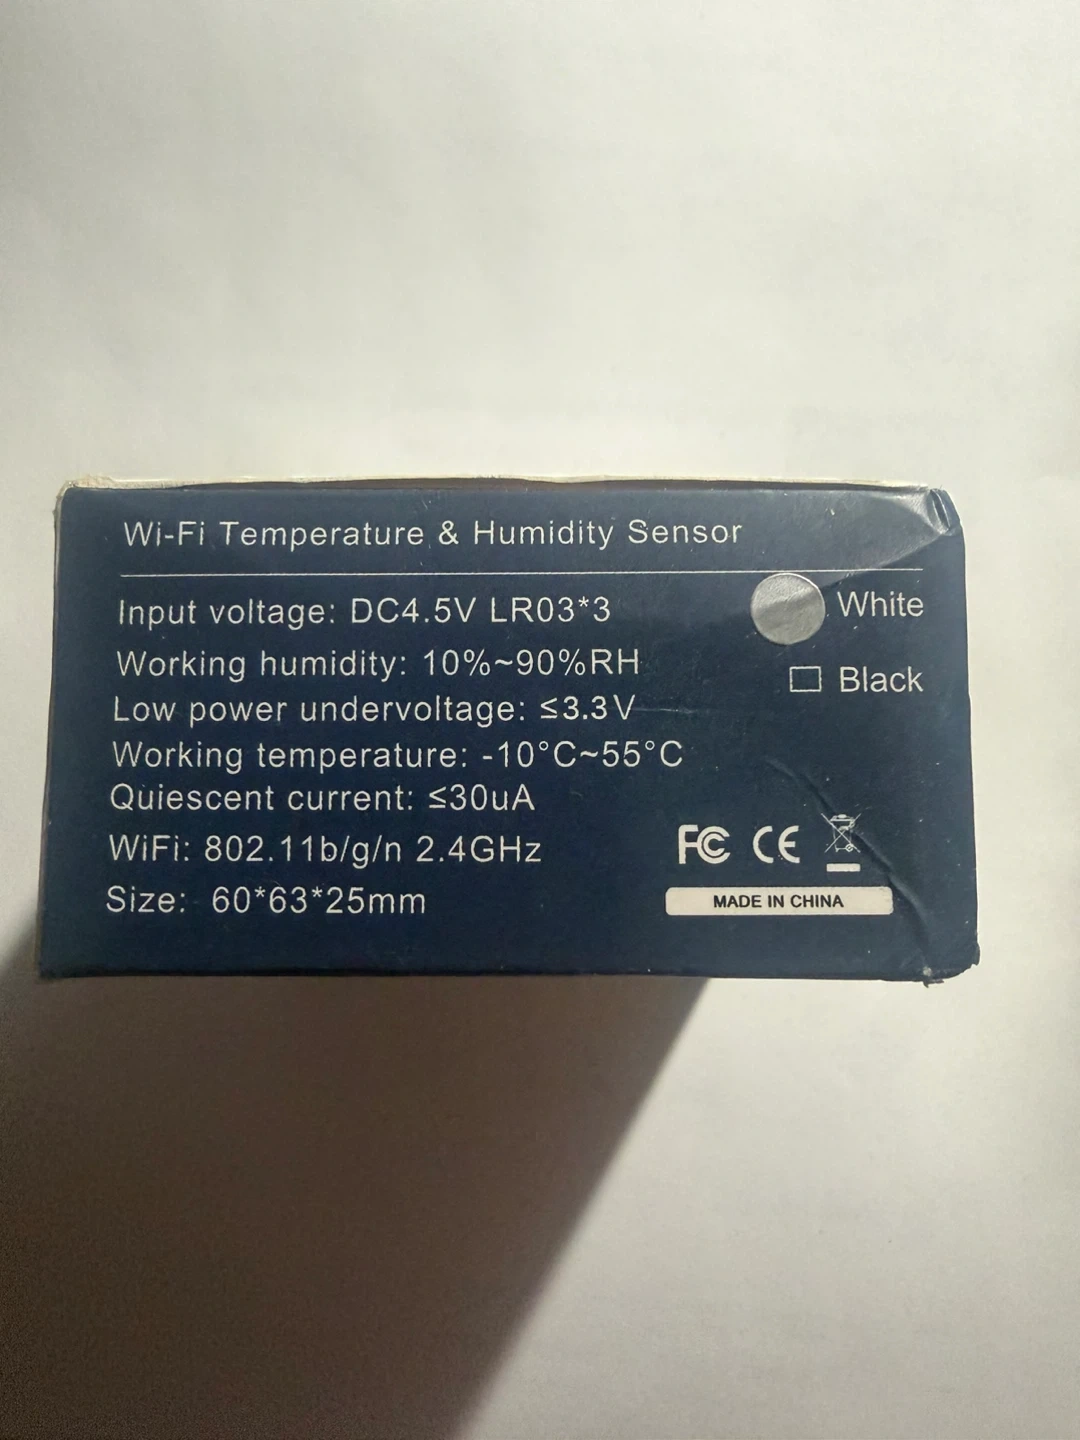 Wi-Fi Temperature & Humidity Sensor
Input voltage: DC4.5V LR03*3
White
Working humidity: 10%~90%RH
Black
Low power undervoltage: ≤3.3V
Working temperature: -10°C~55°C
Quiescent current: ≤30uA
WiFi: 802.11b/g/n 2.4GHz
FC CE
Size: 60*63*25mm
MADE IN CHINA